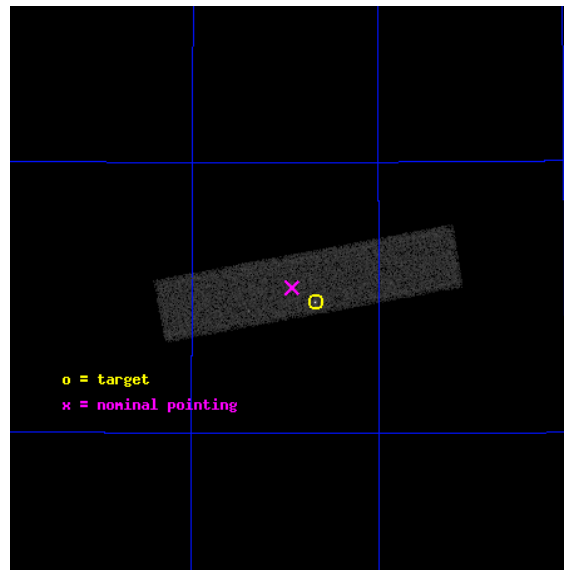 o = target
x = nominal pointing